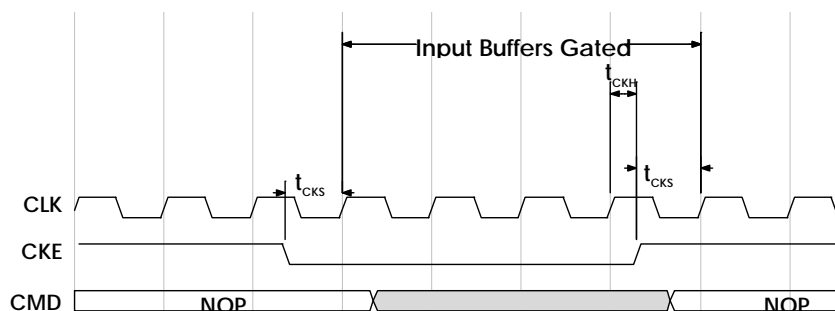 Input Buffers Gated
tCKH
tCKS
tCKS
CLK
CKE
CMD
NOP
NOP